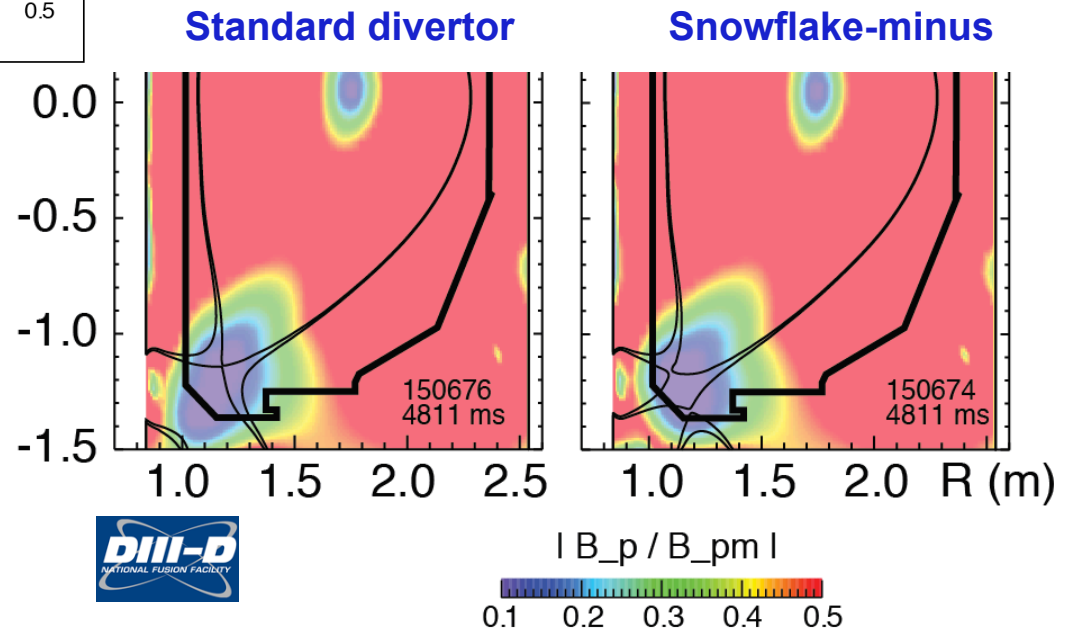 0.5
Standard divertor
Snowflake-minus
0.0
-0.5
-1.0
-1.5
150676
4811 ms
150674
4811 ms
1.0 1.5 2.0 2.5
1.0 1.5 2.0 R (m)
DIII-D
NATIONAL FUSION FACILITY
| B_p / B_pm |
0.1 0.2 0.3 0.4 0.5